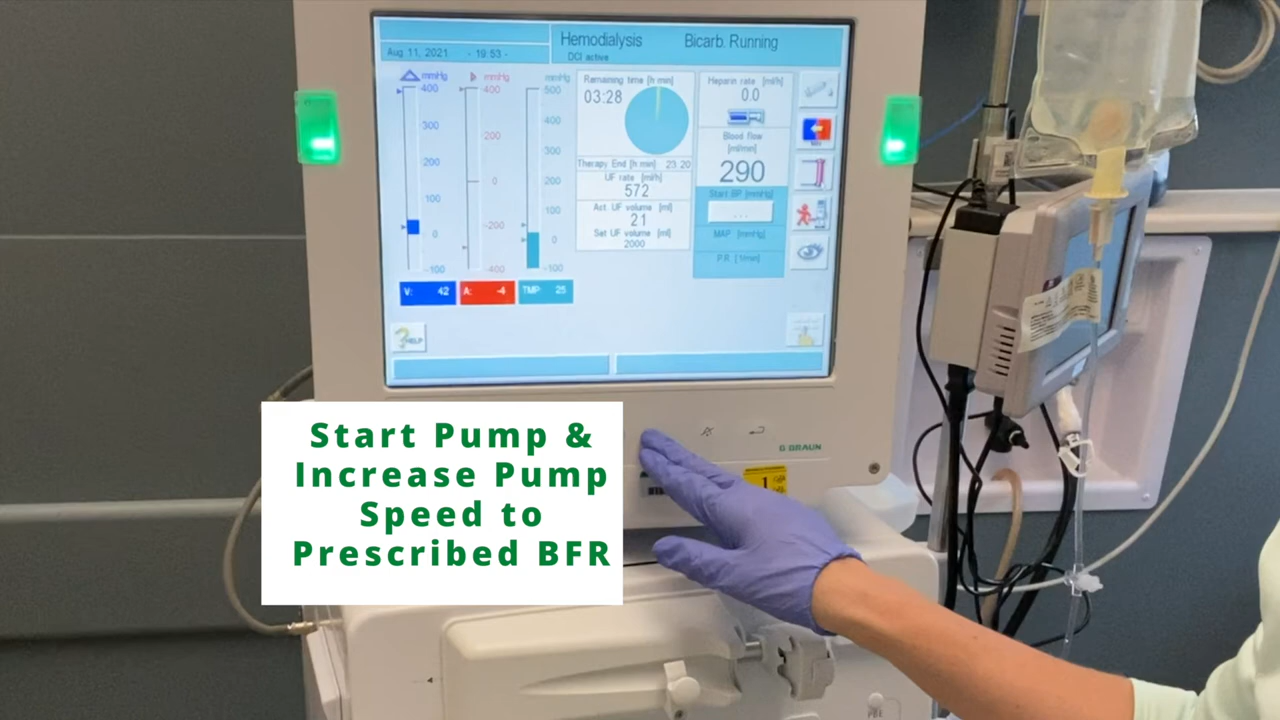 Hemodialysis Bicarb. Running
DCI active
Aug 11, 2021 - 19:53 -
mmHg mmHg mmHg
400 400 500
300 400
200 200 300
0 200
100 100
0 -200 0
-100 -400 -100
V: 42 A: -4 TMP: 25
Remaining time [h:min]
03:28
Therapy End [h:min] 23:20
UF rate [ml/h]
572
Act. UF volume [ml]
21
Set UF volume [ml]
2000
Heparin rate [ml/h]
0.0
Blood flow
[ml/min]
290
Start BP [mmHg]
...
MAP [mmHg]
PR [1/min]
? HELP
B BRAUN
1
Start Pump &
Increase Pump
Speed to
Prescribed BFR